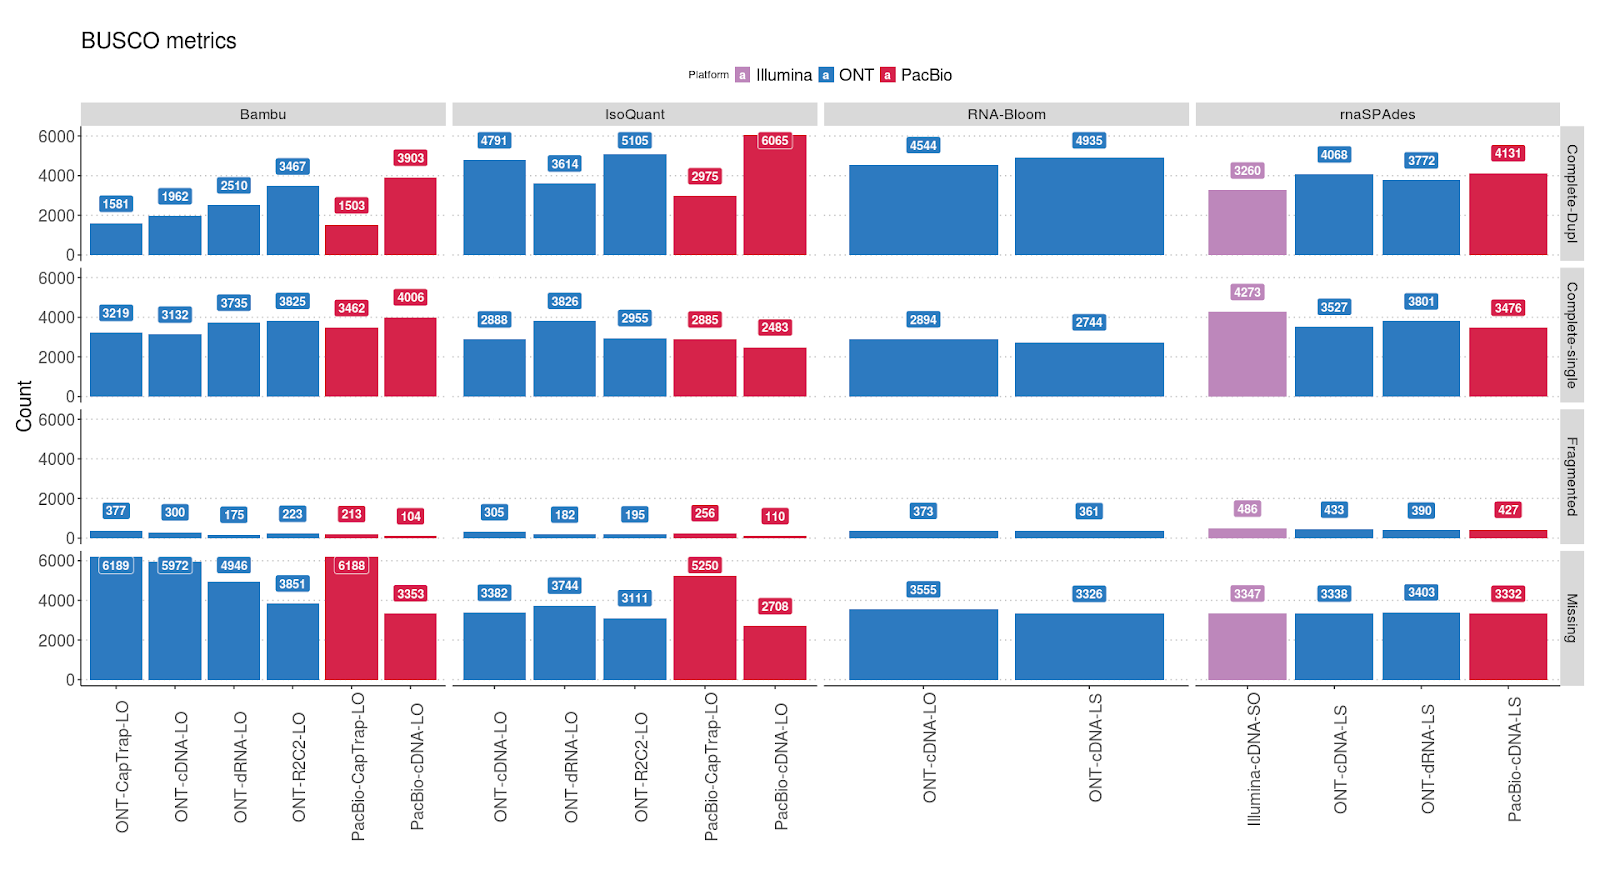 BUSCO metrics
Platform a Illumina a ONT a PacBio
Bambu IsoQuant RNA-Bloom rnaSPAdes
Count
6000
4000
2000
0
1581 1962 2510 3467 1503 3903 4791 3614 5105 2975 6065 4544 4935 3260 4068 3772 4131
Complete-Dupl
6000
4000
2000
0
3219 3132 3735 3825 3462 4006 2888 3826 2955 2885 2483 2894 2744 4273 3527 3801 3476
Complete-single
6000
4000
2000
0
377 300 175 223 213 104 305 182 195 256 110 373 361 486 433 390 427
Fragmented
6000
4000
2000
0
6189 5972 4946 3851 6188 3353 3382 3744 3111 5250 2708 3555 3326 3347 3338 3403 3332
Missing
ONT-CapTrap-LO
ONT-cDNA-LO
ONT-dRNA-LO
ONT-R2C2-LO
PacBio-CapTrap-LO
PacBio-cDNA-LO
ONT-cDNA-LO
ONT-dRNA-LO
ONT-R2C2-LO
PacBio-CapTrap-LO
PacBio-cDNA-LO
ONT-cDNA-LO
ONT-cDNA-LS
Illumina-cDNA-SO
ONT-cDNA-LS
ONT-dRNA-LS
PacBio-cDNA-LS